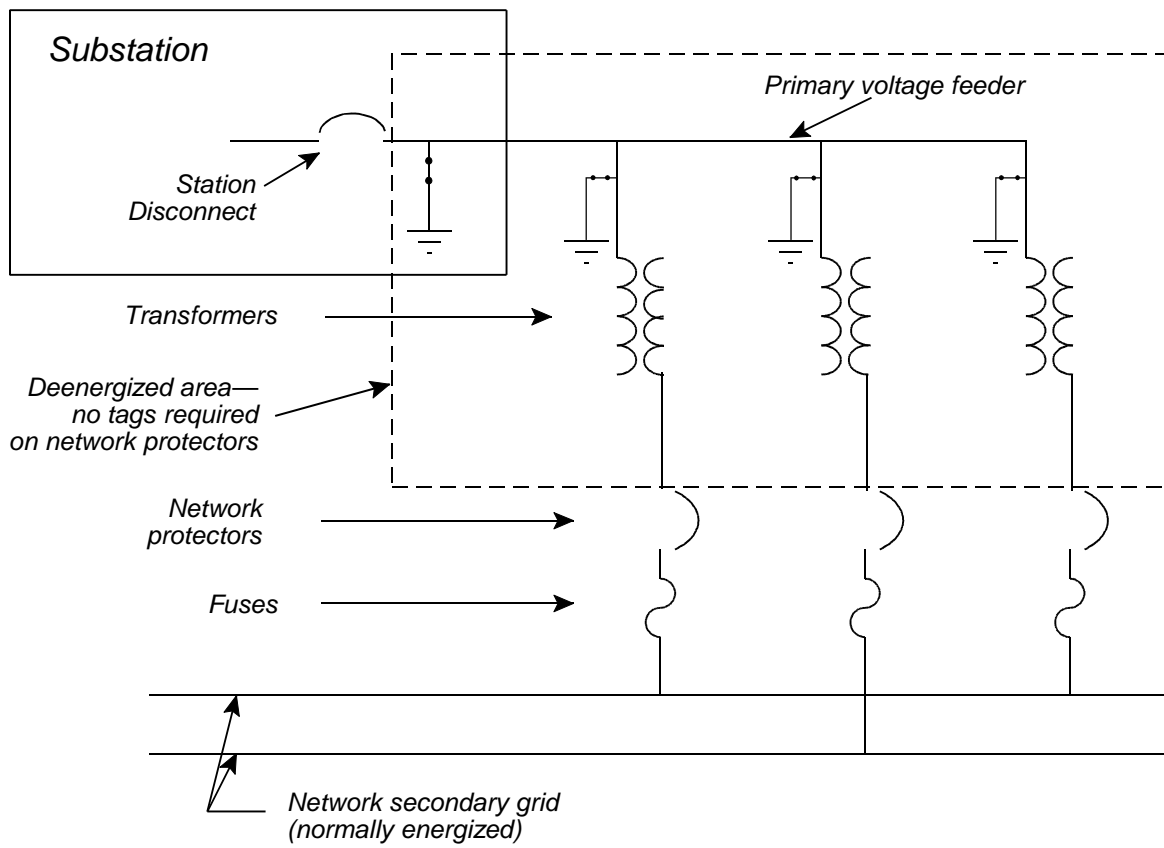 Substation
Primary voltage feeder
Station
Disconnect
Transformers
Deenergized area—
no tags required
on network protectors
Network
protectors
Fuses
Network secondary grid
(normally energized)